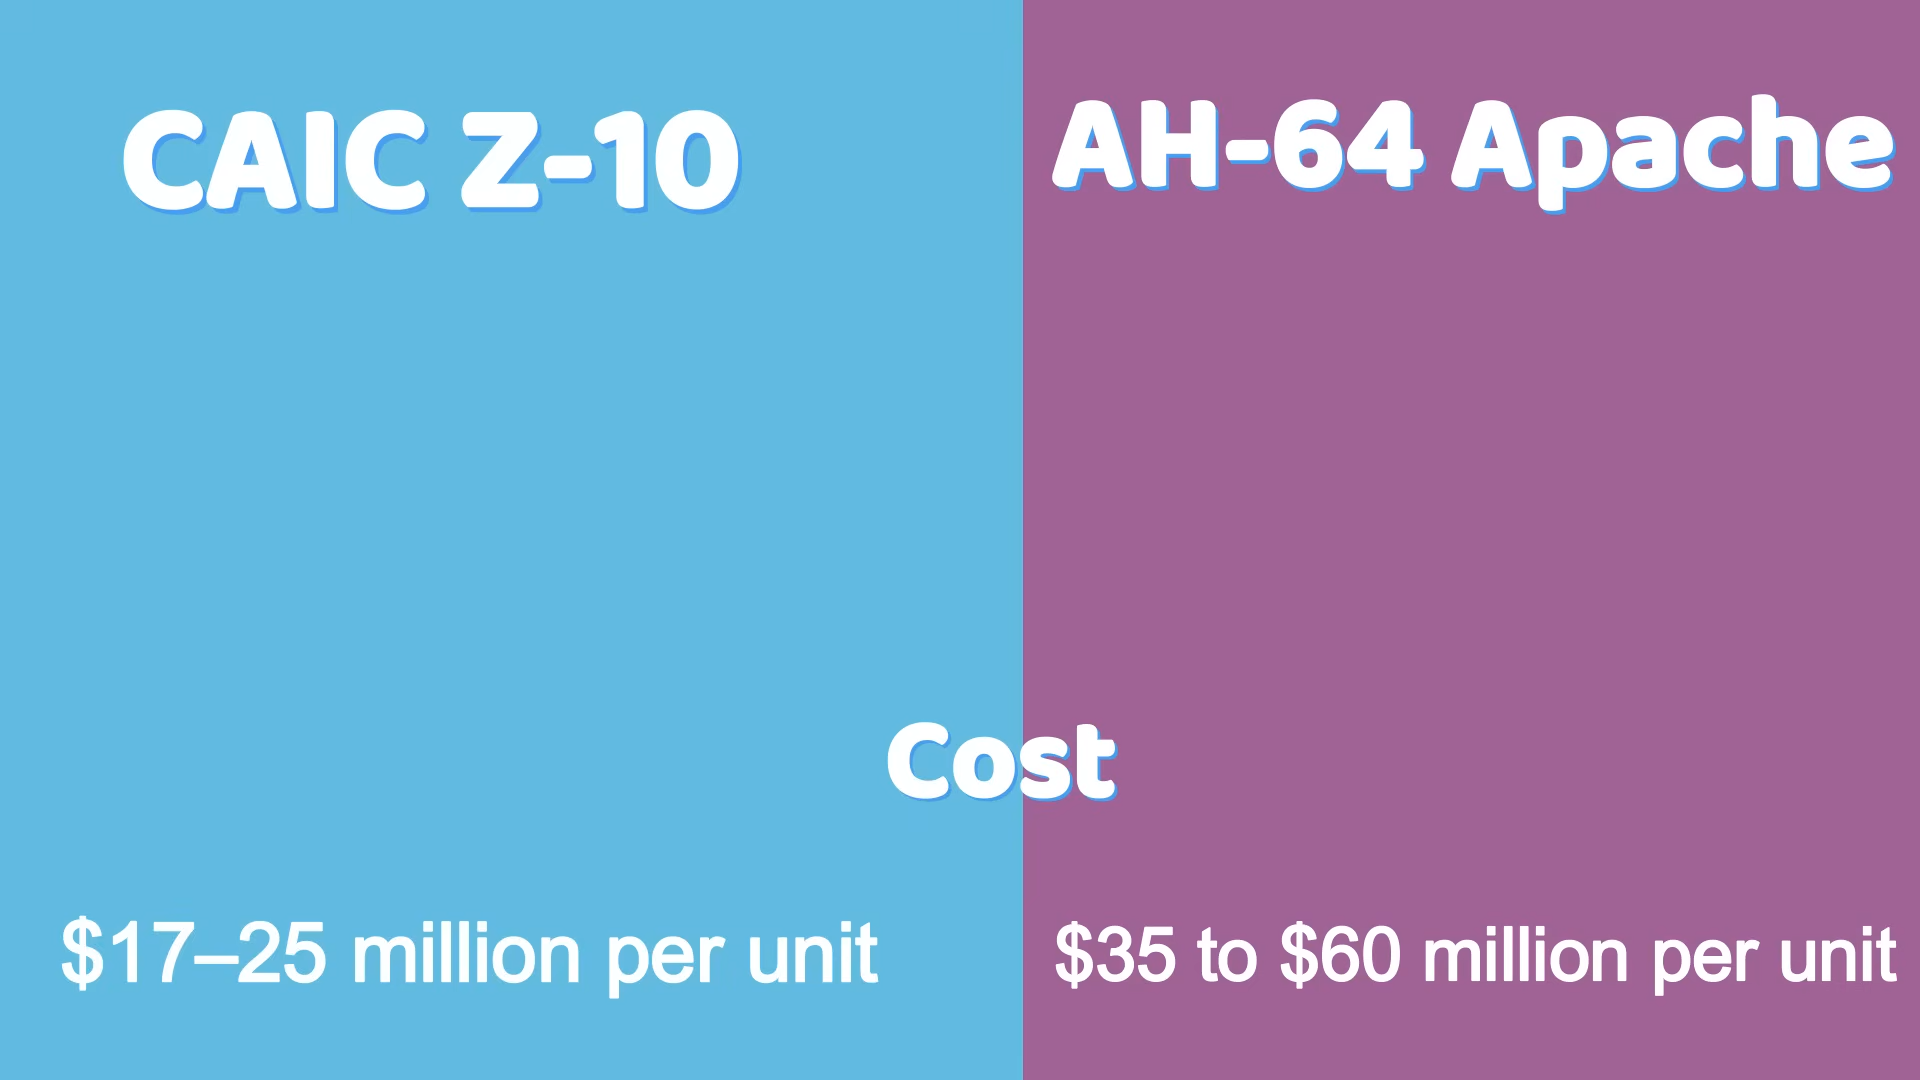 CAIC Z-10
AH-64 Apache
Cost
$17–25 million per unit
$35 to $60 million per unit